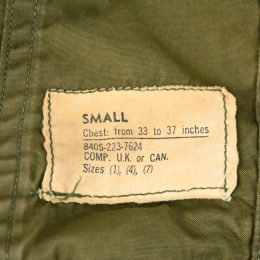 SMALL
Chest: from 33 to 37 inches
8405-223-7624
COMP. U.K. or CAN.
Sizes (1), (4), (7)